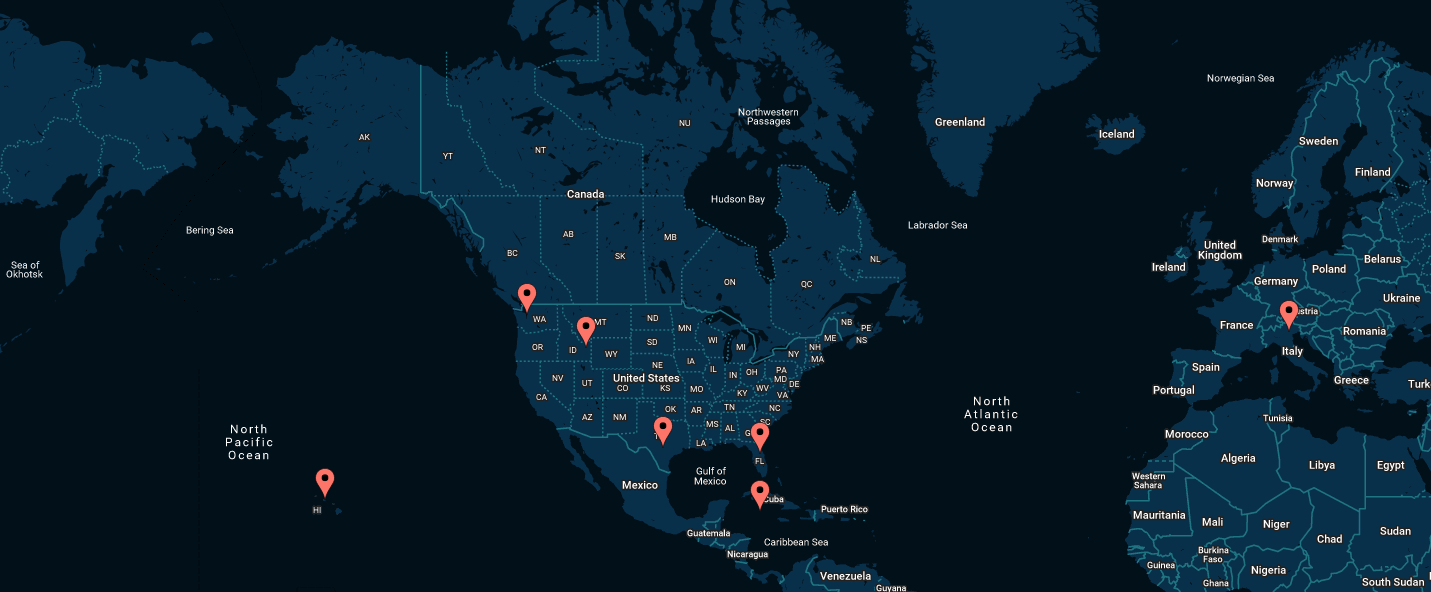 Norwegian Sea
Northwestern
Passages
NU
Greenland
Iceland
AK
Sweden
YT
NT
Finland
Norway
Canada
Hudson Bay
Bering Sea
Labrador Sea
AB
MB
Denmark
United
Kingdom
BC
SK
NL
Belarus
Sea of
Okhotsk
Ireland
Poland
ON
QC
Germany
Ukraine
WA
MT
ND
MN
NB
PE
NS
France
Romania
OR
ID
WY
SD
WI
MI
ME
NH
MA
NY
Italy
NE
IA
IL
IN
OH
PA
MD
DE
Spain
NV
UT
United States
CO
KS
MO
KY
WV
VA
Greece
Portugal
CA
AZ
NM
OK
AR
TN
NC
SC
MS
AL
LA
North
Pacific
Ocean
North
Atlantic
Ocean
Tunisia
Morocco
Algeria
Libya
Egypt
FL
Gulf of
Mexico
Mexico
Western
Sahara
HI
Puerto Rico
Mauritania
Mali
Niger
Chad
Sudan
Guatemala
Caribbean Sea
Nicaragua
Burkina
Faso
Guinea
Nigeria
Ghana
Venezuela
Guyana
South Sudan